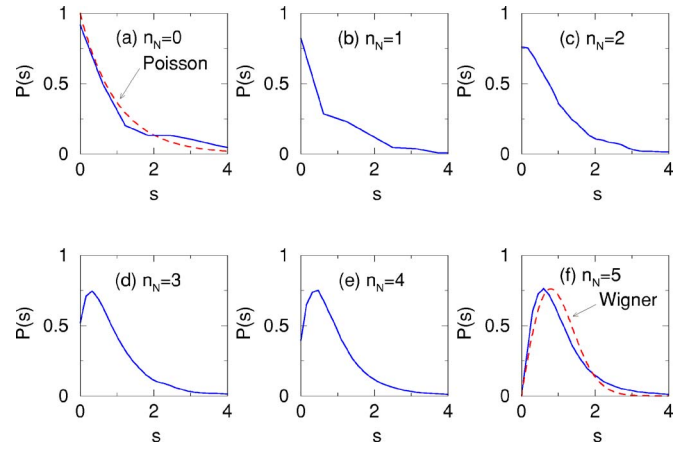 1
(a) n_N=0
Poisson
P(s)
0.5
0
0 2 4
s
1
(b) n_N=1
P(s)
0.5
0
0 2 4
s
1
(c) n_N=2
P(s)
0.5
0
0 2 4
s
1
(d) n_N=3
P(s)
0.5
0
0 2 4
s
1
(e) n_N=4
P(s)
0.5
0
0 2 4
s
1
(f) n_N=5
Wigner
P(s)
0.5
0
0 2 4
s